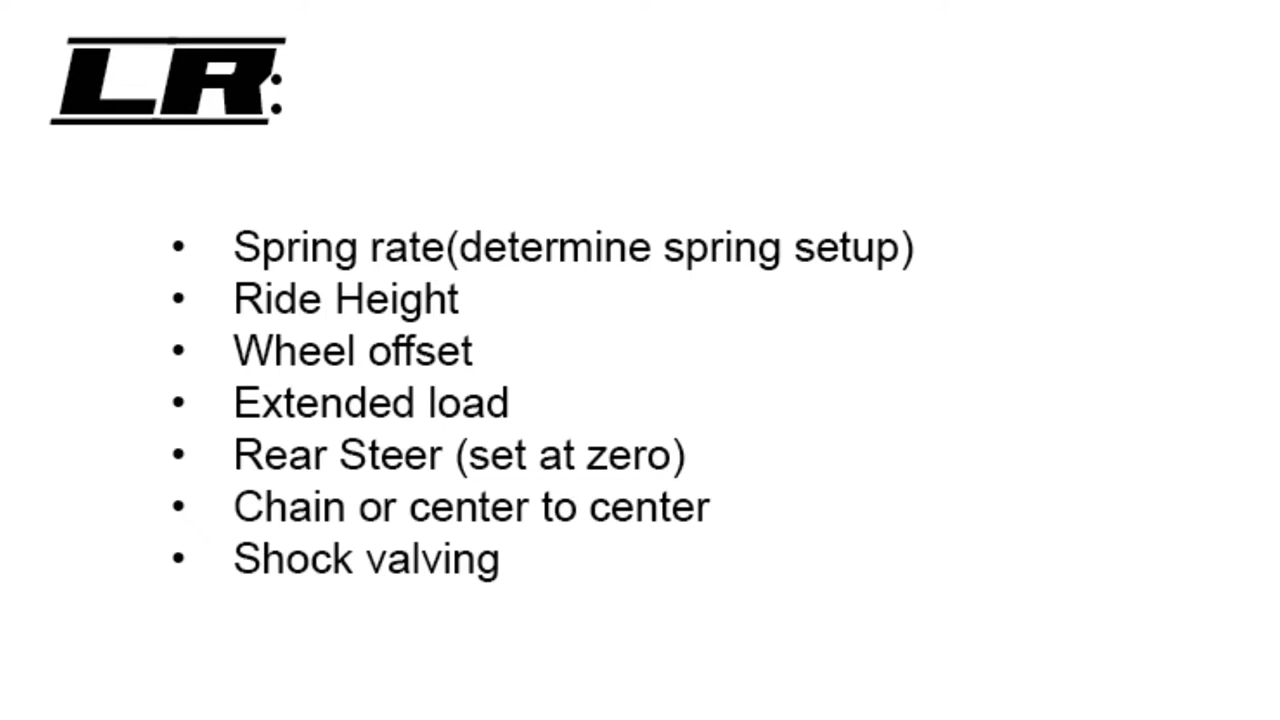 LR:
• Spring rate(determine spring setup)
• Ride Height
• Wheel offset
• Extended load
• Rear Steer (set at zero)
• Chain or center to center
• Shock valving